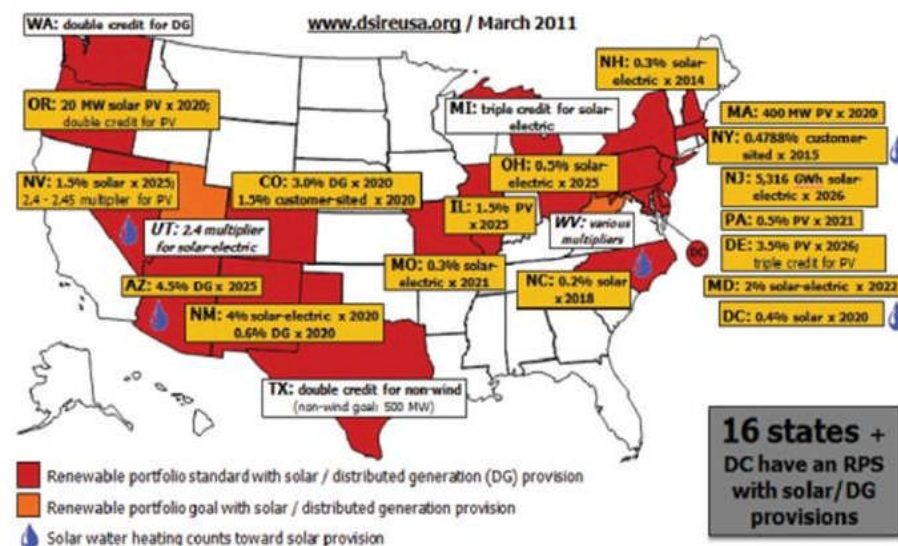 www.dsireusa.org / March 2011
WA: double credit for DG
NH: 0.3% solar-
electric x 2014
OR: 20 MW solar PV x 2020;
double credit for PV
MI: triple credit for solar-
electric
MA: 400 MW PV x 2020
NY: 0.4788% customer-
sited x 2015
OH: 0.5% solar-
electric x 2025
NV: 1.5% solar x 2025;
2.4 - 2.45 multiplier for PV
CO: 3.0% DG x 2020
1.5% customer-sited x 2020
NJ: 5,316 GWh solar-
electric x 2026
IL: 1.5% PV
x 2025
UT: 2.4 multiplier
for solar-electric
WV: various
multipliers
PA: 0.5% PV x 2021
DE: 3.5% PV x 2026;
triple credit for PV
DC
MO: 0.3% solar-
electric x 2021
NC: 0.2% solar
x 2018
AZ: 4.5% DG x 2025
MD: 2% solar-electric x 2022
NM: 4% solar-electric x 2020
0.6% DG x 2020
DC: 0.4% solar x 2020
TX: double credit for non-wind
(non-wind goal: 500 MW)
16 states +
DC have an RPS
with solar/DG
provisions
Renewable portfolio standard with solar / distributed generation (DG) provision
Renewable portfolio goal with solar / distributed generation provision
Solar water heating counts toward solar provision